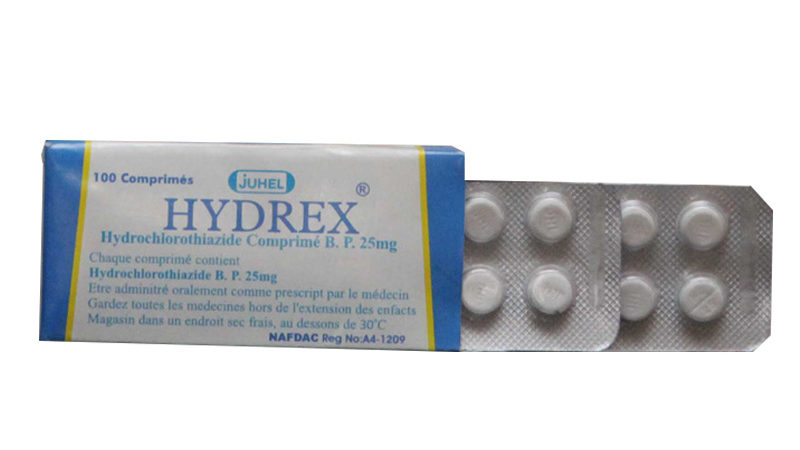 100 Comprimés
JUHEL
HYDREX ®
Hydrochlorothiazide Comprimé B. P. 25mg
Chaque comprimé contient
Hydrochlorothiazide B. P. 25mg
Etre adminitré oralement comme prescript par le médecin
Gardez toutes les medecines hors de l'extension des enfacts
Magasin dans un endroit sec frais, au dessons de 30°C
NAFDAC Reg No:A4-1209